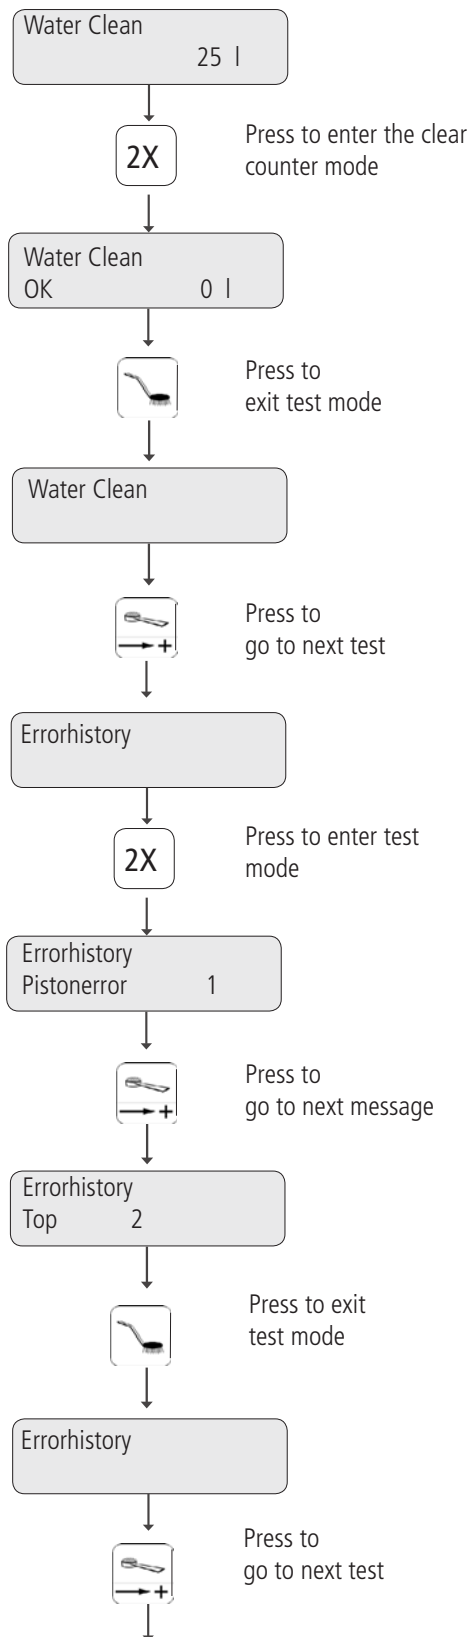 Water Clean
25 l
2X
Press to enter the clear
counter mode
Water Clean
OK 0 l
Press to
exit test mode
Water Clean
Press to
go to next test
Errorhistory
2X
Press to enter test
mode
Errorhistory
Pistonerror 1
Press to
go to next message
Errorhistory
Top 2
Press to exit
test mode
Errorhistory
Press to
go to next test